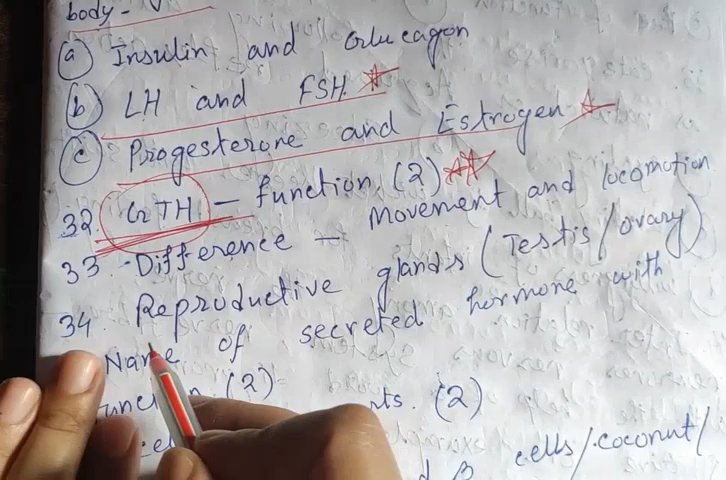 body - 
(a) Insulin and Glucagon
(b) LH and FSH
(c) Progesterone and Estrogen
32. GTH - function (2)
33. Difference - Movement and locomotion
34. Reproductive glands (Testis/ovary)
Name of secreted hormone with
(2) (2)
cells/coconut/